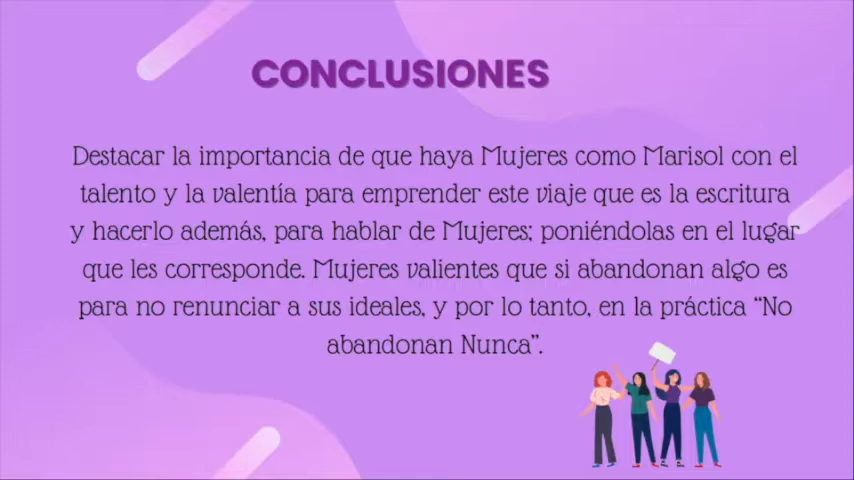 CONCLUSIONES
Destacar la importancia de que haya Mujeres como Marisol con el
talento y la valentía para emprender este viaje que es la escritura
y hacerlo además, para hablar de Mujeres; poniéndolas en el lugar
que les corresponde. Mujeres valientes que si abandonan algo es
para no renunciar a sus ideales, y por lo tanto, en la práctica “No
abandonan Nunca”.